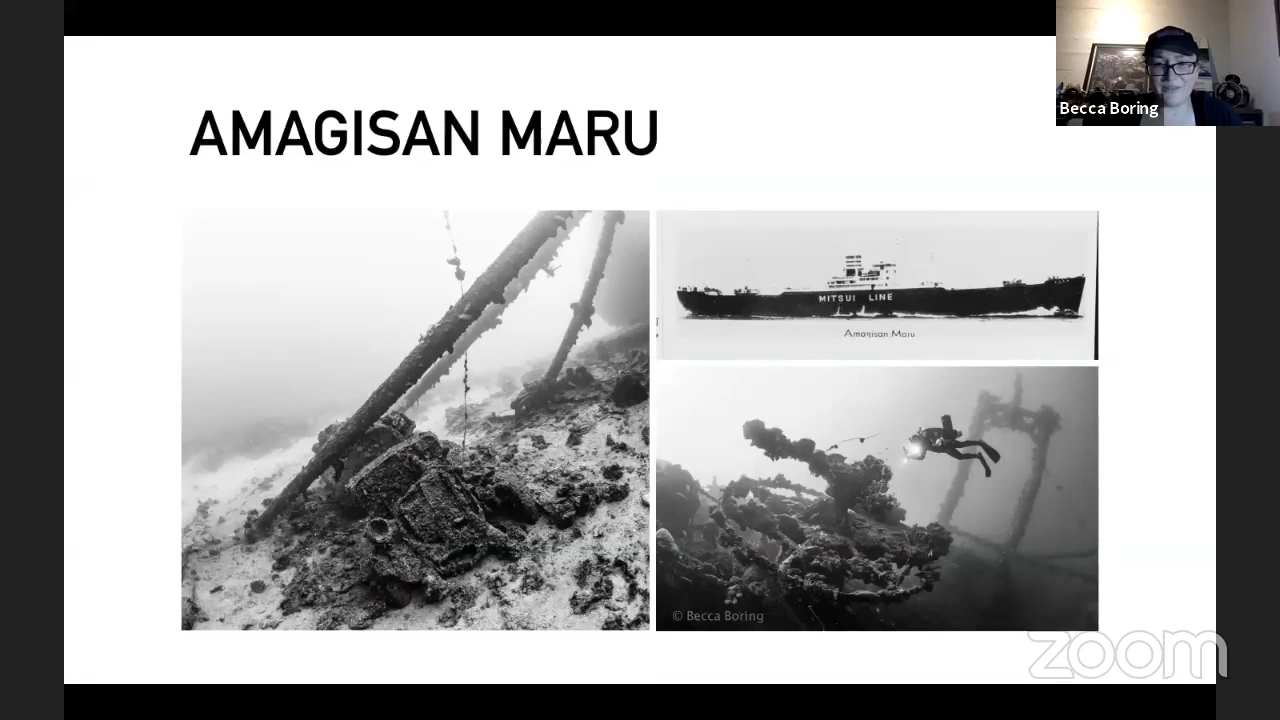 Becca Boring
AMAGISAN MARU
MITSUI LINE
Amagisan Maru
© Becca Boring
zoom